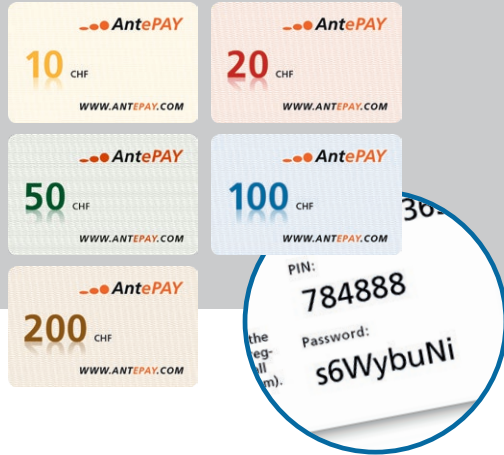 AntePAY
10 CHF
WWW.ANTEPAY.COM
AntePAY
20 CHF
WWW.ANTEPAY.COM
AntePAY
50 CHF
WWW.ANTEPAY.COM
AntePAY
100 CHF
WWW.ANTEPAY.COM
AntePAY
200 CHF
WWW.ANTEPAY.COM
PIN:
784888
the
Password:
s6WybuNi
m).